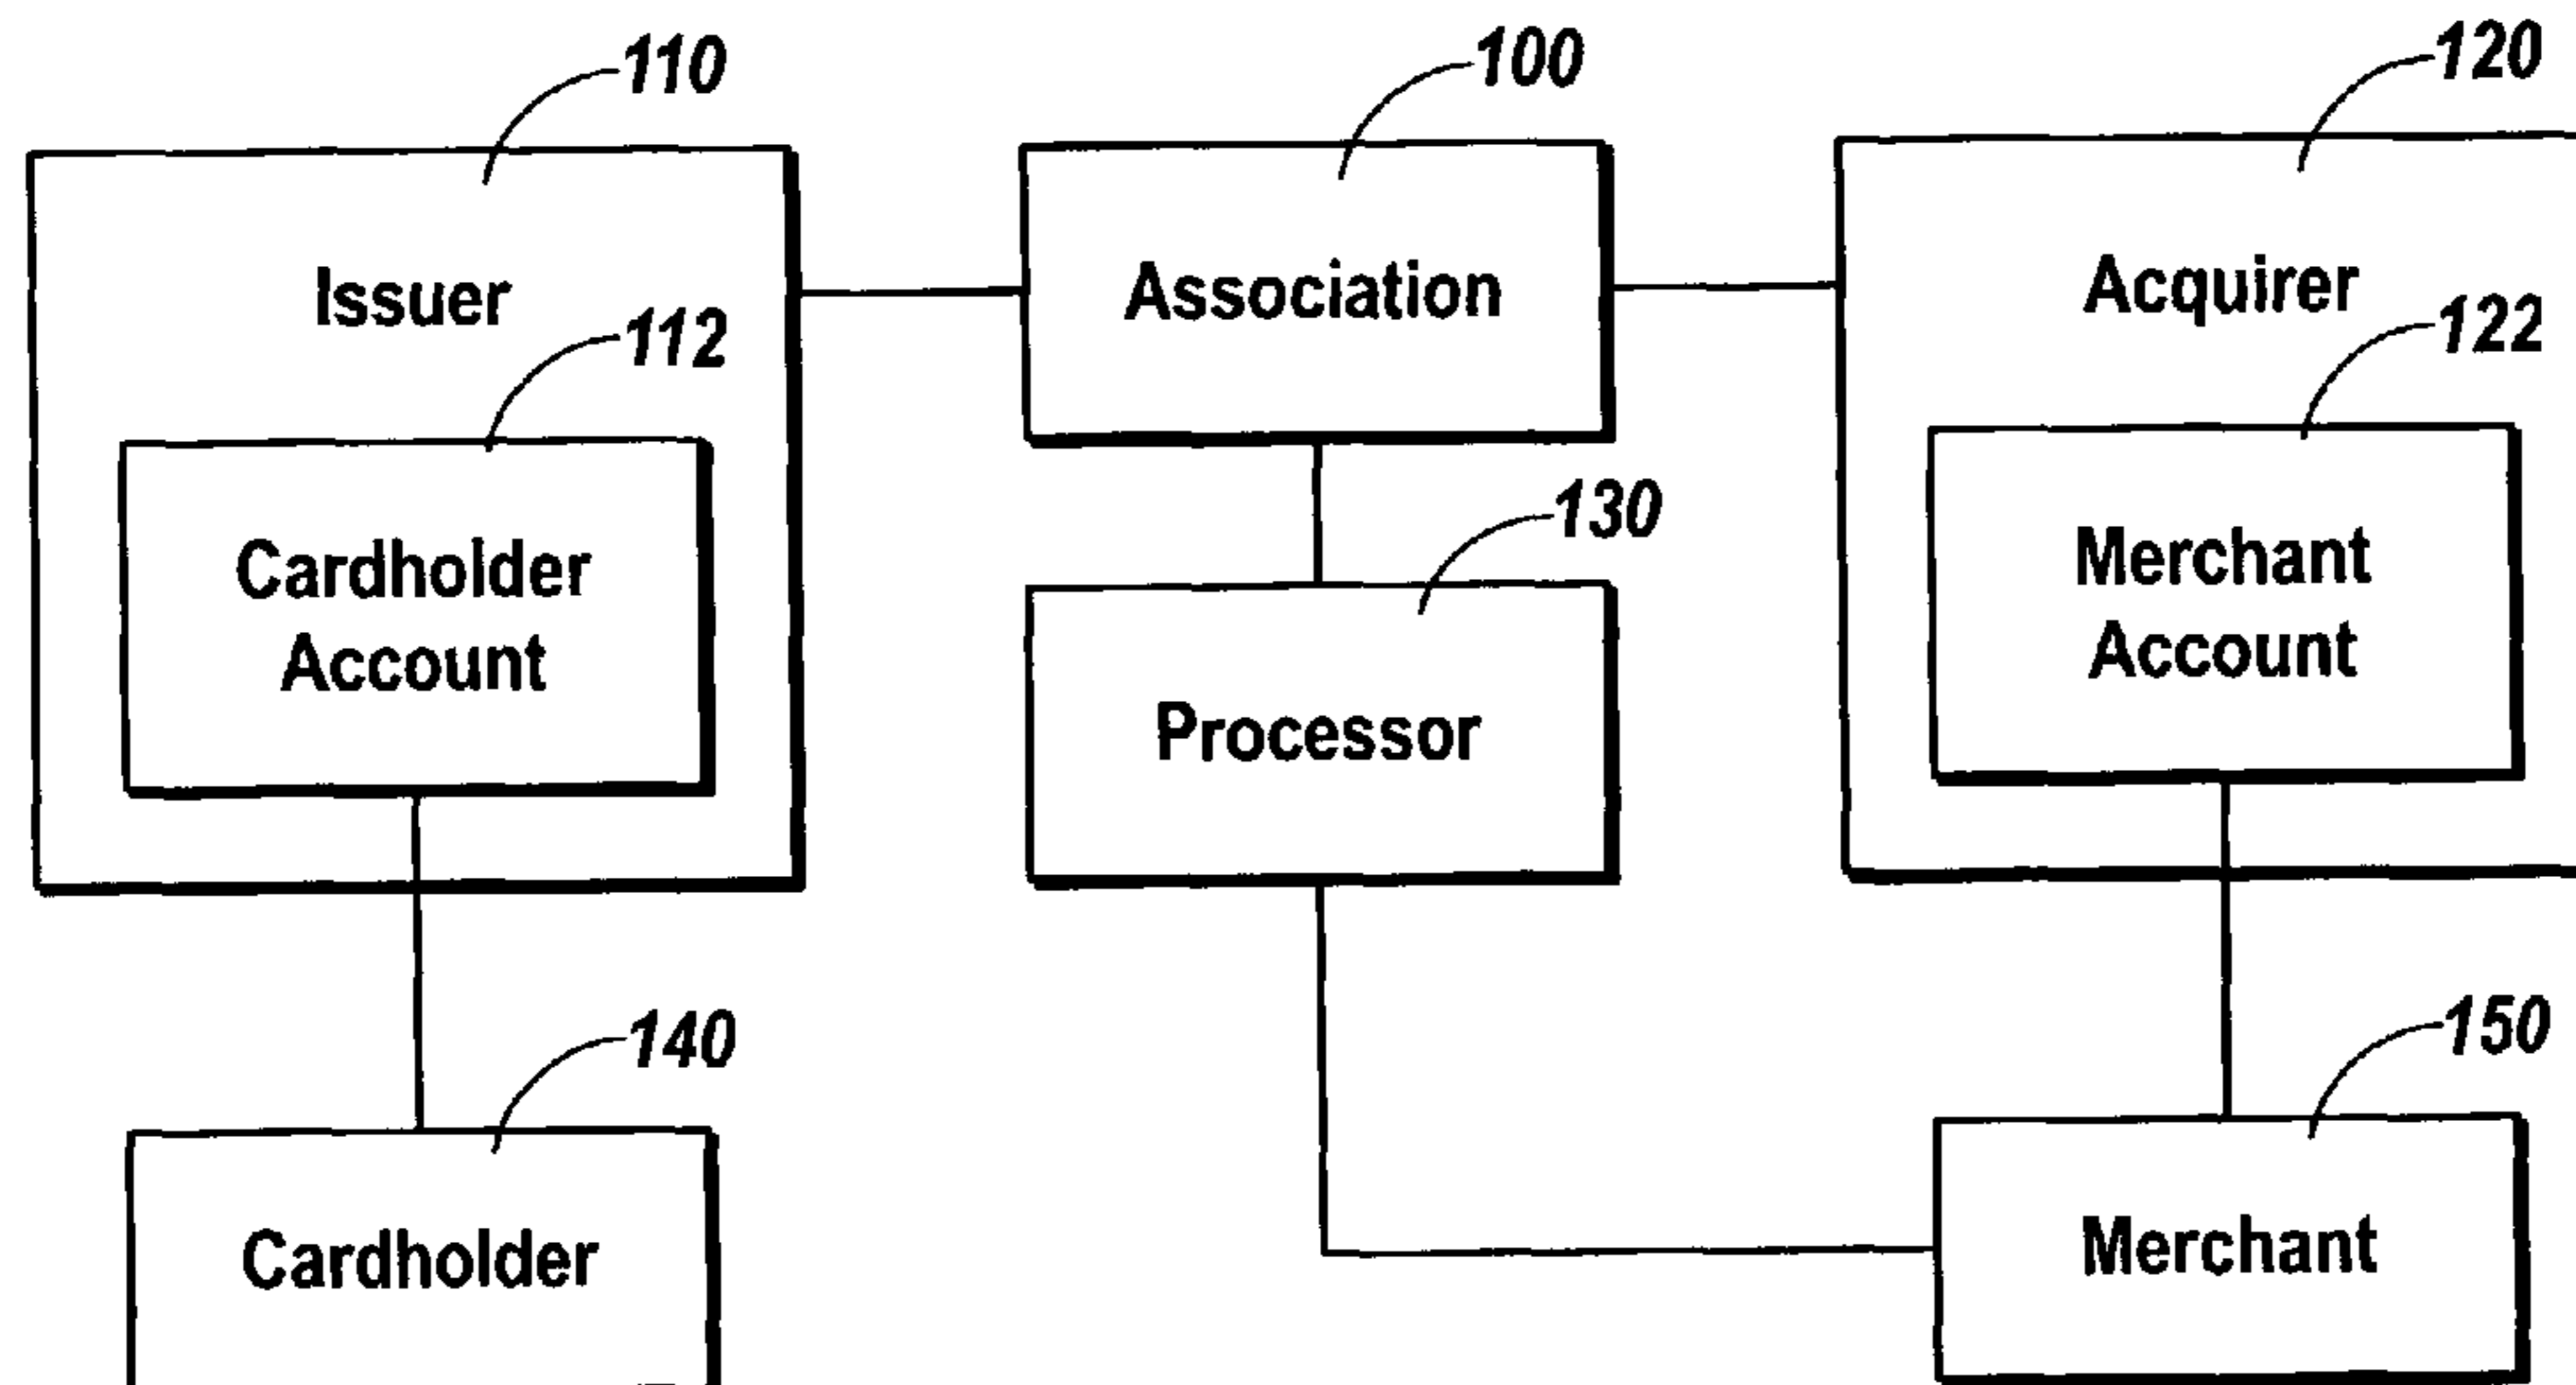 110
100
120
Issuer
Association
Acquirer
112
122
Cardholder
Account
130
Merchant
Account
Processor
140
150
Cardholder
Merchant